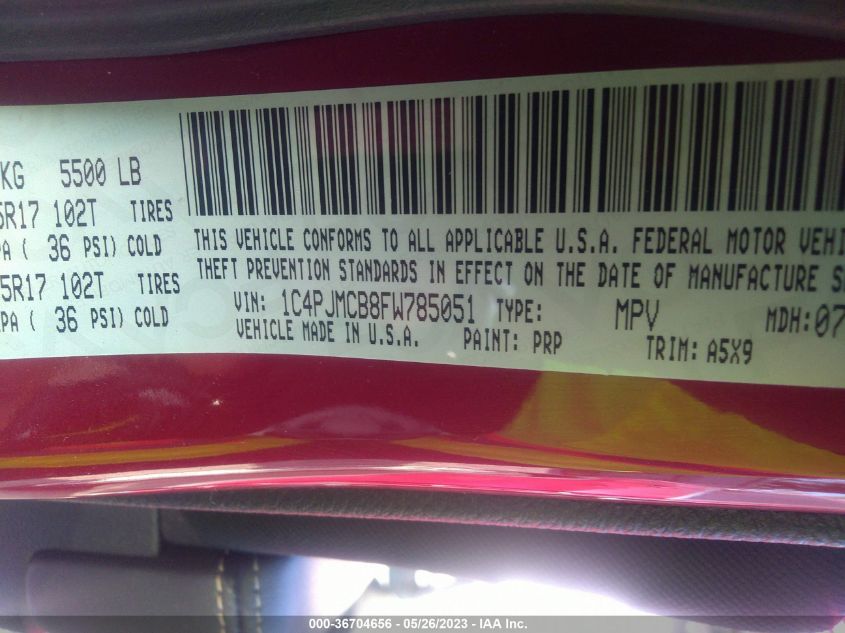 KG 5500 LB
5R17 102T TIRES
PA ( 36 PSI) COLD
5R17 102T TIRES
PA ( 36 PSI) COLD
THIS VEHICLE CONFORMS TO ALL APPLICABLE U.S.A. FEDERAL MOTOR VEHI
THEFT PREVENTION STANDARDS IN EFFECT ON THE DATE OF MANUFACTURE S
VIN: 1C4PJMCB8FW785051 TYPE: MPV MDH:07
VEHICLE MADE IN U.S.A. PAINT: PRP TRIM: A5X9
000-36704656 - 05/26/2023 - IAA Inc.